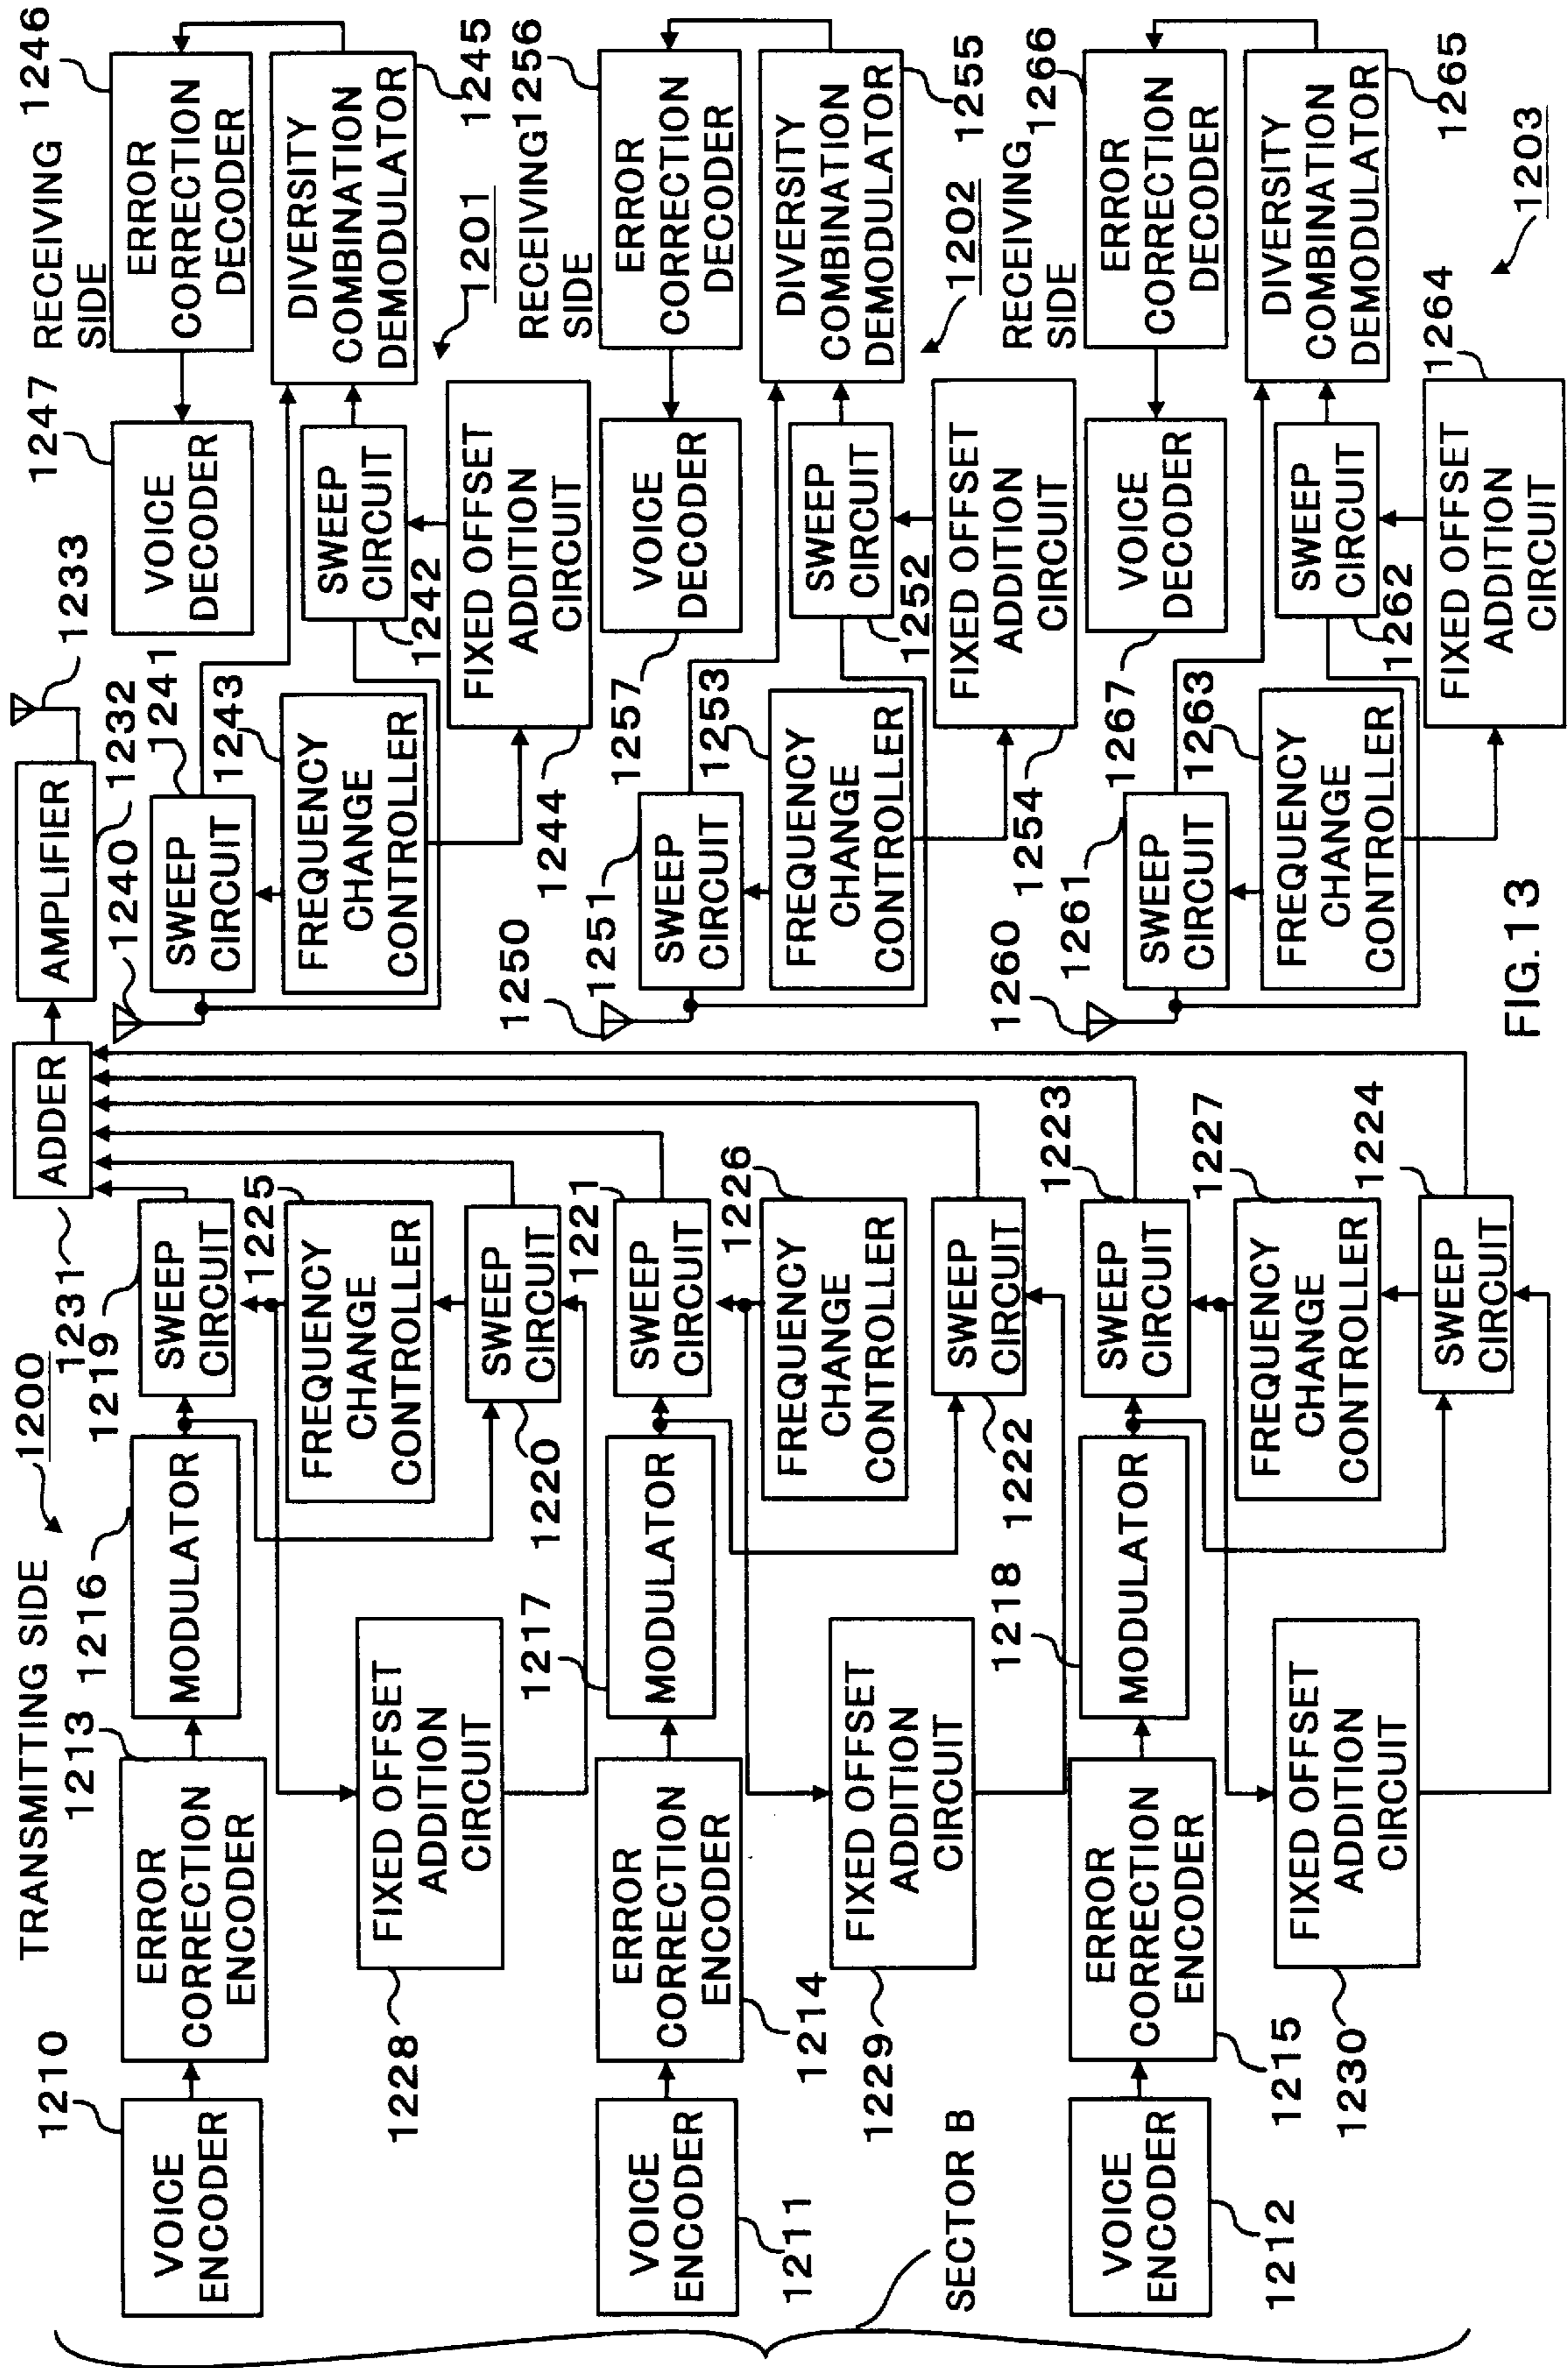 TRANSMITTING SIDE
1200
1210
VOICE
ENCODER
1213
ERROR
CORRECTION
ENCODER
1216
MODULATOR
1219
SWEEP
CIRCUIT
1231
ADDER
AMPLIFIER
1232
1233
1225
FREQUENCY
CHANGE
CONTROLLER
SWEEP
CIRCUIT
1220
FIXED OFFSET
ADDITION
CIRCUIT
1228
VOICE
ENCODER
1211
ERROR
CORRECTION
ENCODER
1214
1217
MODULATOR
1221
SWEEP
CIRCUIT
1226
FREQUENCY
CHANGE
CONTROLLER
SWEEP
CIRCUIT
1222
FIXED OFFSET
ADDITION
CIRCUIT
1229
SECTOR B
VOICE
ENCODER
1212
ERROR
CORRECTION
ENCODER
1215
1218
MODULATOR
1223
SWEEP
CIRCUIT
1227
FREQUENCY
CHANGE
CONTROLLER
1224
SWEEP
CIRCUIT
FIXED OFFSET
ADDITION
CIRCUIT
1230
RECEIVING
SIDE
1240
1241
SWEEP
CIRCUIT
1243
FREQUENCY
CHANGE
CONTROLLER
1247
VOICE
DECODER
1246
ERROR
CORRECTION
DECODER
SWEEP
CIRCUIT
1242
DIVERSITY
COMBINATION
DEMODULATOR
1245
FIXED OFFSET
ADDITION
CIRCUIT
1244
1201
RECEIVING
SIDE
1250
1251
SWEEP
CIRCUIT
1253
FREQUENCY
CHANGE
CONTROLLER
1257
VOICE
DECODER
1256
ERROR
CORRECTION
DECODER
SWEEP
CIRCUIT
1252
DIVERSITY
COMBINATION
DEMODULATOR
1255
FIXED OFFSET
ADDITION
CIRCUIT
1254
1202
RECEIVING
SIDE
1260
1261
SWEEP
CIRCUIT
1263
FREQUENCY
CHANGE
CONTROLLER
1267
VOICE
DECODER
1266
ERROR
CORRECTION
DECODER
SWEEP
CIRCUIT
1262
DIVERSITY
COMBINATION
DEMODULATOR
1265
FIXED OFFSET
ADDITION
CIRCUIT
1264
1203
FIG.13